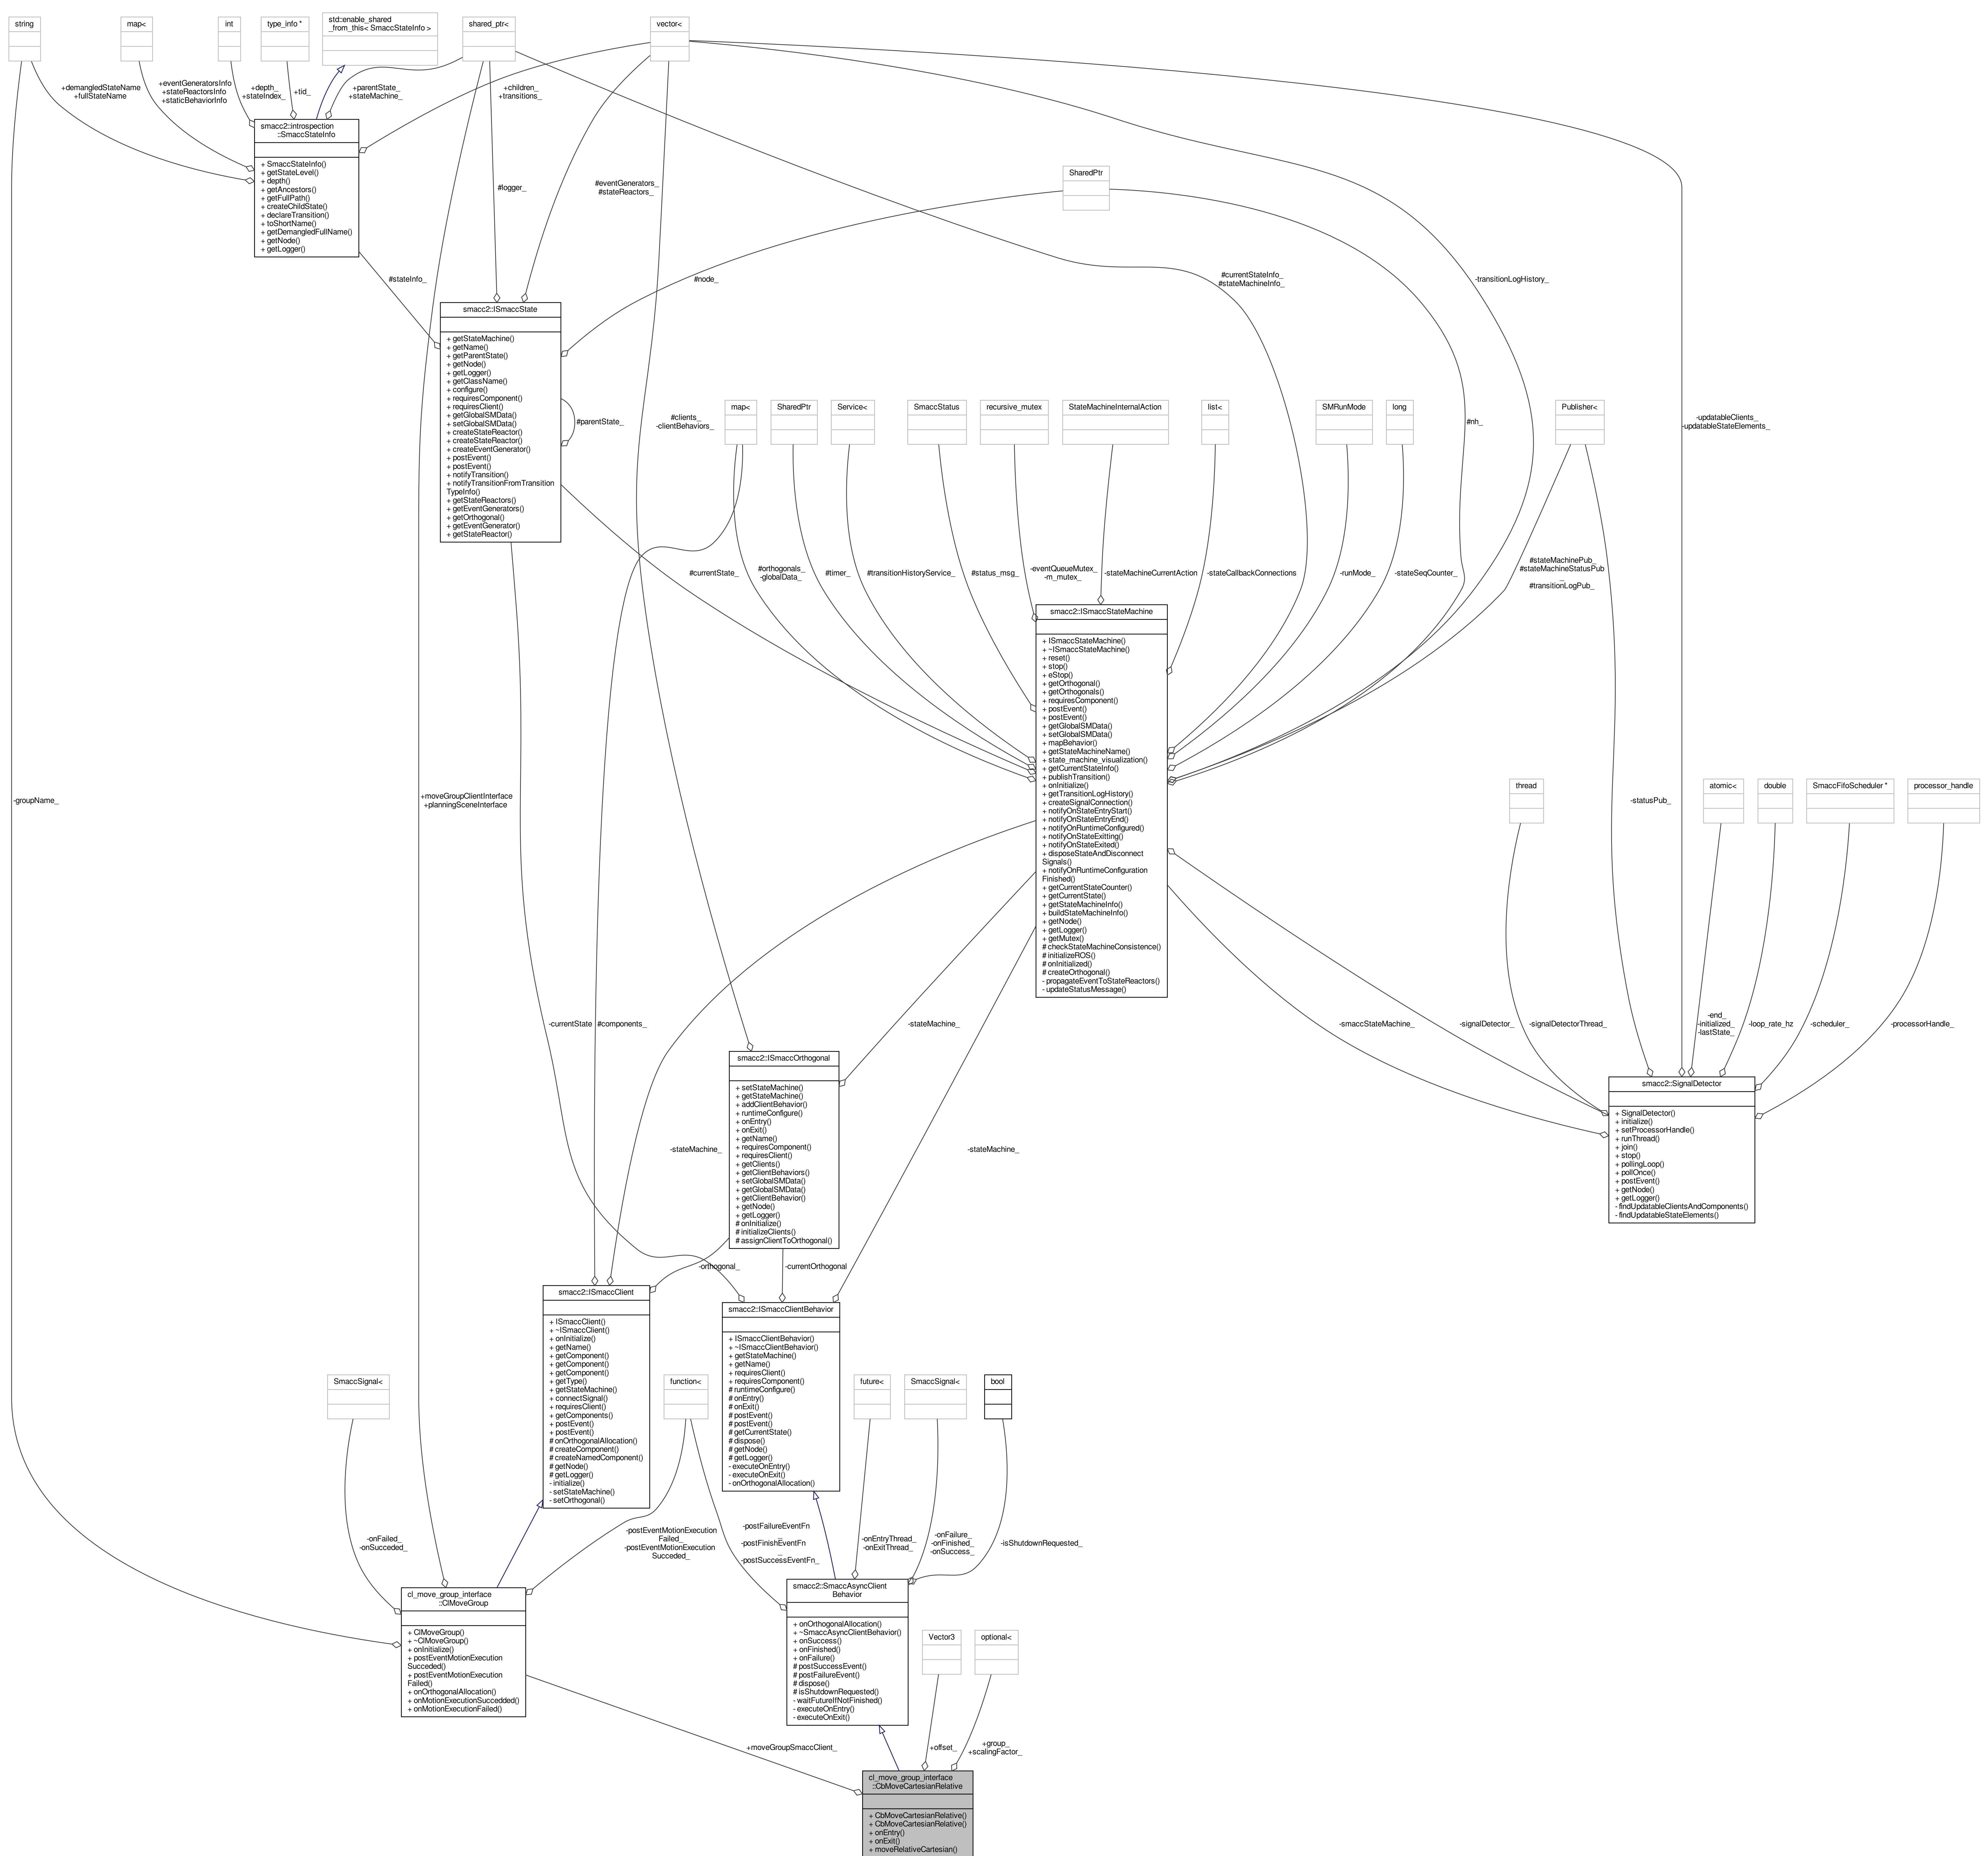 string
map<
int
type_info *
std::enable_shared
_from_this< SmaccStateInfo >
shared_ptr<
vector<
+demangledStateName
+fullStateName
+eventGeneratorsInfo
+stateReactorsInfo
+staticBehaviorInfo
+depth_
+stateIndex_
+tid_
+parentState_
+stateMachine_
+children_
+transitions_
smacc2::introspection
::SmaccStateInfo
+ SmaccStateInfo()
+ getStateLevel()
+ depth()
+ getAncestors()
+ getFullPath()
+ createChildState()
+ declareTransition()
+ toShortName()
+ getDemangledFullName()
+ getNode()
+ getLogger()
#logger_
#eventGenerators_
#stateReactors_
SharedPtr
#stateInfo_
#node_
#currentStateInfo_
#stateMachineInfo_
-transitionLogHistory_
smacc2::ISmaccState
+ getStateMachine()
+ getName()
+ getParentState()
+ getNode()
+ getLogger()
+ getClassName()
+ configure()
+ requiresComponent()
+ requiresClient()
+ getGlobalSMData()
+ setGlobalSMData()
+ createStateReactor()
+ createStateReactor()
+ createEventGenerator()
+ postEvent()
+ postEvent()
+ notifyTransition()
+ notifyTransitionFromTransition
TypeInfo()
+ getStateReactors()
+ getEventGenerators()
+ getOrthogonal()
+ getEventGenerator()
+ getStateReactor()
#parentState_
#clients_
-clientBehaviors_
map<
SharedPtr
Service<
SmaccStatus
recursive_mutex
StateMachineInternalAction
list<
SMRunMode
long
#nh_
Publisher<
-updatableClients_
-updatableStateElements_
#currentState_
#orthogonals_
-globalData_
#timer_
#transitionHistoryService_
#status_msg_
-eventQueueMutex_
-m_mutex_
-stateMachineCurrentAction
-stateCallbackConnections
-runMode_
-stateSeqCounter_
#stateMachinePub_
#stateMachineStatusPub
_
#transitionLogPub_
smacc2::ISmaccStateMachine
+ ISmaccStateMachine()
+ ~ISmaccStateMachine()
+ reset()
+ stop()
+ eStop()
+ getOrthogonal()
+ getOrthogonals()
+ requiresComponent()
+ postEvent()
+ postEvent()
+ getGlobalSMData()
+ setGlobalSMData()
+ mapBehavior()
+ getStateMachineName()
+ state_machine_visualization()
+ getCurrentStateInfo()
+ publishTransition()
+ onInitialize()
+ getTransitionLogHistory()
+ createSignalConnection()
+ notifyOnStateEntryStart()
+ notifyOnStateEntryEnd()
+ notifyOnRuntimeConfigured()
+ notifyOnStateExitting()
+ notifyOnStateExited()
+ disposeStateAndDisconnect
Signals()
+ notifyOnRuntimeConfiguration
Finished()
+ getCurrentStateCounter()
+ getCurrentState()
+ getStateMachineInfo()
+ buildStateMachineInfo()
+ getNode()
+ getLogger()
+ getMutex()
# checkStateMachineConsistence()
# initializeROS()
# onInitialized()
# createOrthogonal()
- propagateEventToStateReactors()
- updateStatusMessage()
-groupName_
+moveGroupClientInterface
+planningSceneInterface
-statusPub_
thread
atomic<
double
SmaccFifoScheduler *
processor_handle
-currentState
#components_
-stateMachine_
-smaccStateMachine_
-signalDetector_
-signalDetectorThread_
-end_
-initialized_
-lastState_
-loop_rate_hz
-scheduler_
-processorHandle_
smacc2::ISmaccOrthogonal
+ setStateMachine()
+ getStateMachine()
+ addClientBehavior()
+ runtimeConfigure()
+ onEntry()
+ onExit()
+ getName()
+ requiresComponent()
+ requiresClient()
+ getClients()
+ getClientBehaviors()
+ setGlobalSMData()
+ getGlobalSMData()
+ getClientBehavior()
+ getNode()
+ getLogger()
# onInitialize()
# initializeClients()
# assignClientToOrthogonal()
smacc2::SignalDetector
+ SignalDetector()
+ initialize()
+ setProcessorHandle()
+ runThread()
+ join()
+ stop()
+ pollingLoop()
+ pollOnce()
+ postEvent()
+ getNode()
+ getLogger()
- findUpdatableClientsAndComponents()
- findUpdatableStateElements()
-stateMachine_
-stateMachine_
-orthogonal_
-currentOrthogonal
smacc2::ISmaccClient
+ ISmaccClient()
+ ~ISmaccClient()
+ onInitialize()
+ getName()
+ getComponent()
+ getComponent()
+ getComponent()
+ getType()
+ getStateMachine()
+ connectSignal()
+ requiresClient()
+ getComponents()
+ postEvent()
+ postEvent()
# onOrthogonalAllocation()
# createComponent()
# createNamedComponent()
# getNode()
# getLogger()
- initialize()
- setStateMachine()
- setOrthogonal()
smacc2::ISmaccClientBehavior
+ ISmaccClientBehavior()
+ ~ISmaccClientBehavior()
+ getStateMachine()
+ getName()
+ requiresClient()
+ requiresComponent()
# runtimeConfigure()
# onEntry()
# onExit()
# postEvent()
# postEvent()
# getCurrentState()
# dispose()
# getNode()
# getLogger()
- executeOnEntry()
- executeOnExit()
- onOrthogonalAllocation()
SmaccSignal<
function<
future<
SmaccSignal<
bool
-onFailed_
-onSucceded_
-postEventMotionExecution
Failed_
-postEventMotionExecution
Succeded_
-postFailureEventFn
_
-postFinishEventFn
_
-postSuccessEventFn_
-onEntryThread_
-onExitThread_
-onFailure_
-onFinished_
-onSuccess_
-isShutdownRequested_
cl_move_group_interface
::ClMoveGroup
+ ClMoveGroup()
+ ~ClMoveGroup()
+ onInitialize()
+ postEventMotionExecution
Succeded()
+ postEventMotionExecution
Failed()
+ onOrthogonalAllocation()
+ onMotionExecutionSuccedded()
+ onMotionExecutionFailed()
smacc2::SmaccAsyncClient
Behavior
+ onOrthogonalAllocation()
+ ~SmaccAsyncClientBehavior()
+ onSuccess()
+ onFinished()
+ onFailure()
# postSuccessEvent()
# postFailureEvent()
# dispose()
# isShutdownRequested()
- waitFutureIfNotFinished()
- executeOnEntry()
- executeOnExit()
Vector3
optional<
+moveGroupSmaccClient_
+offset_
+group_
+scalingFactor_
cl_move_group_interface
::CbMoveCartesianRelative
+ CbMoveCartesianRelative()
+ CbMoveCartesianRelative()
+ onEntry()
+ onExit()
+ moveRelativeCartesian()